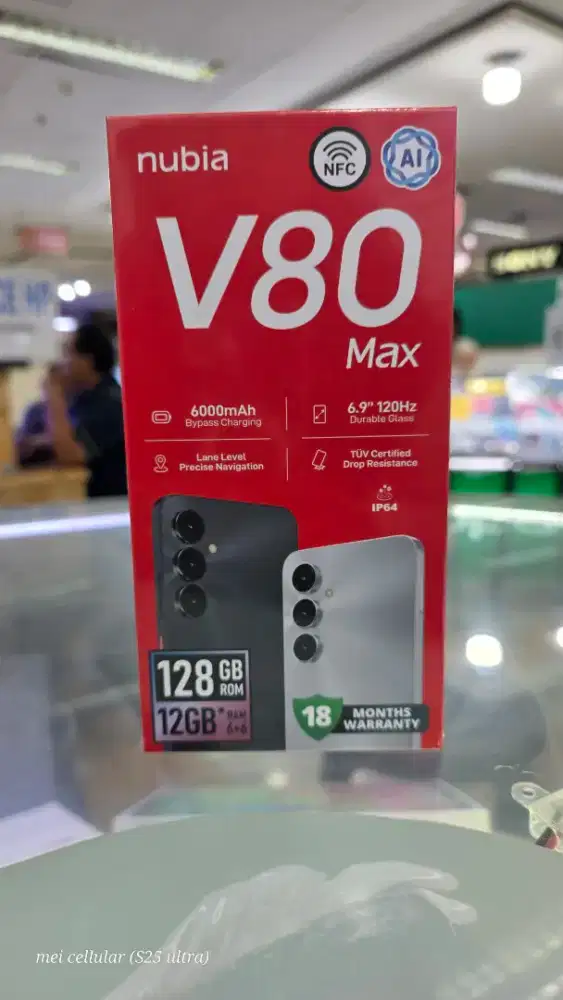 nubia
NFC
AI
V80
Max
6000mAh
Bypass Charging
6.9" 120Hz
Durable Glass
Lane Level
Precise Navigation
TÜV Certified
Drop Resistance
IP64
128 GB
ROM
12GB* RAM
6+6
18 MONTHS
WARRANTY
mei cellular (S25 ultra)